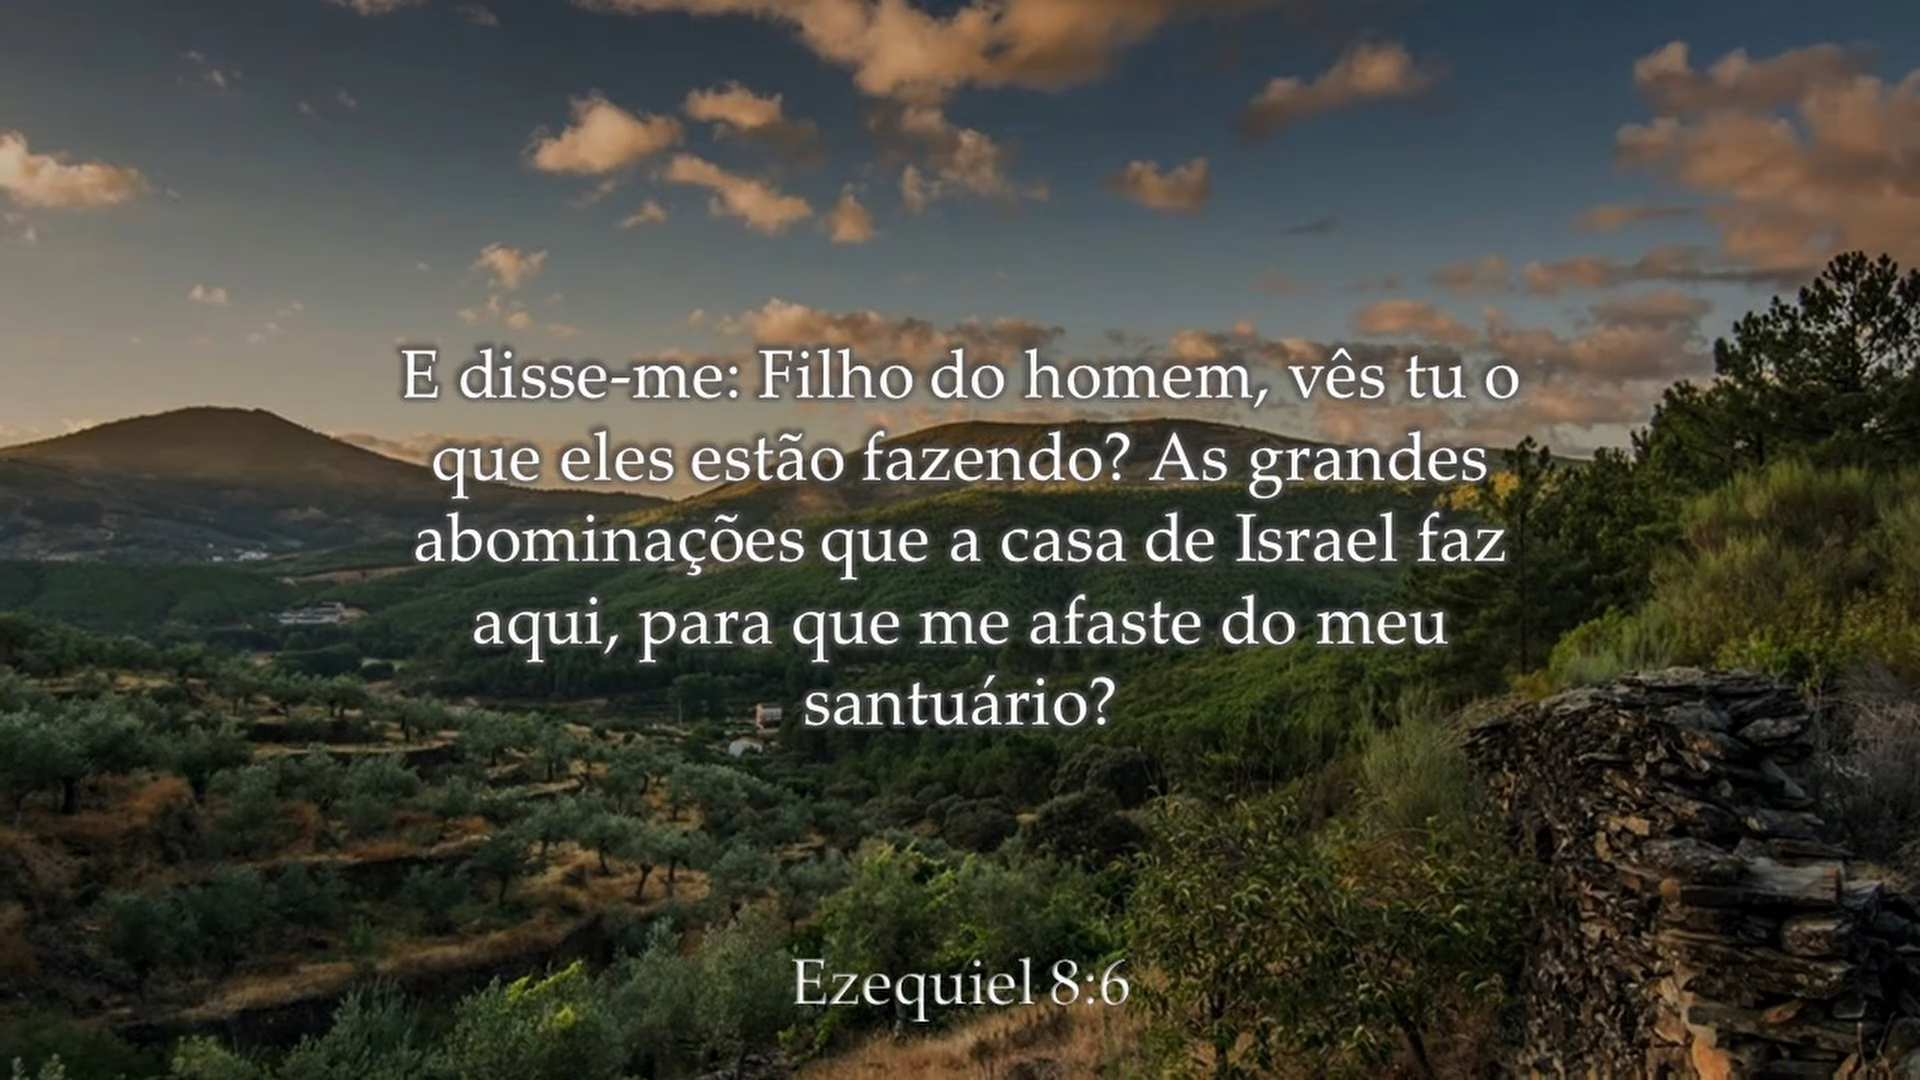 E disse-me: Filho do homem, vês tu o
que eles estão fazendo? As grandes
abominações que a casa de Israel faz
aqui, para que me afaste do meu
santuário?
Ezequiel 8:6